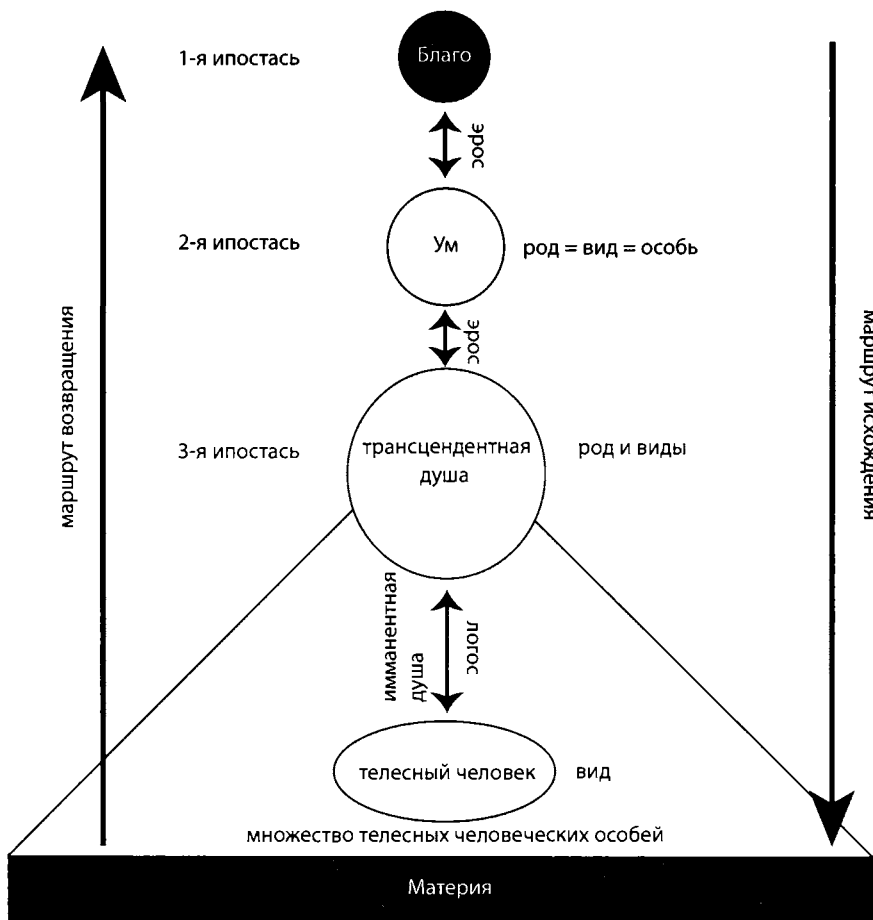 1-я ипостась
Благо
эрос
2-я ипостась
Ум
род = вид = особь
эрос
маршрут возвращения
маршрут исхождения
3-я ипостась
трансцендентная
душа
род и виды
имманентная
душа
логос
телесный человек
вид
множество телесных человеческих особей
Материя